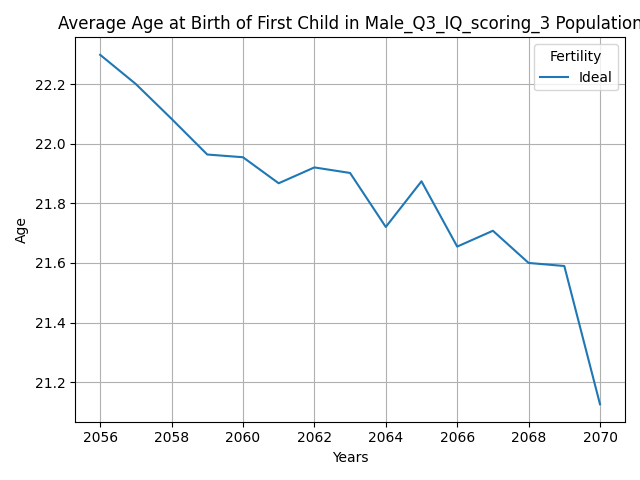 Average Age at Birth of First Child in Male_Q3_IQ_scoring_3 Population
Fertility
Ideal
22.2
22.0
21.8
21.6
21.4
21.2
Age
2056 2058 2060 2062 2064 2066 2068 2070
Years